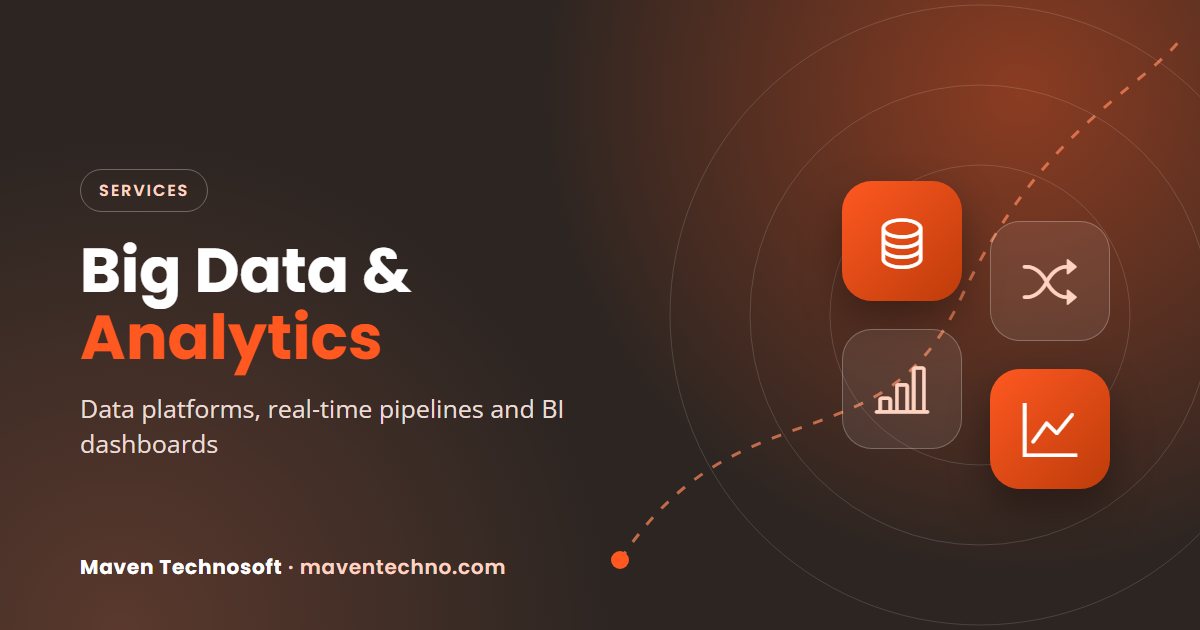 SERVICES
Big Data &
Analytics
Data platforms, real-time pipelines and BI
dashboards
Maven Technosoft · maventechno.com